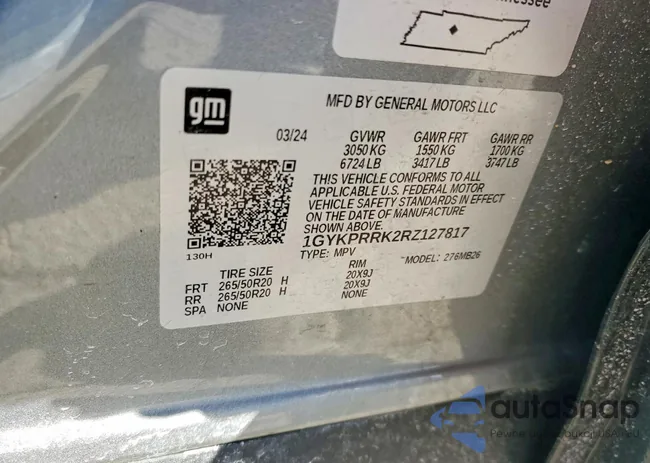 gm
MFD BY GENERAL MOTORS LLC
03/24 GVWR GAWR FRT GAWR RR
3050 KG 1550 KG 1700 KG
6724 LB 3417 LB 3747 LB
THIS VEHICLE CONFORMS TO ALL
APPLICABLE U.S. FEDERAL MOTOR
VEHICLE SAFETY STANDARDS IN EFFECT
ON THE DATE OF MANUFACTURE
SHOWN ABOVE.
1GYKPRRK2RZ127817
130H TYPE: MPV MODEL: 276MB26
TIRE SIZE RIM
FRT 265/50R20 H 20X9J
RR 265/50R20 H 20X9J
SPA NONE NONE
autoSnap